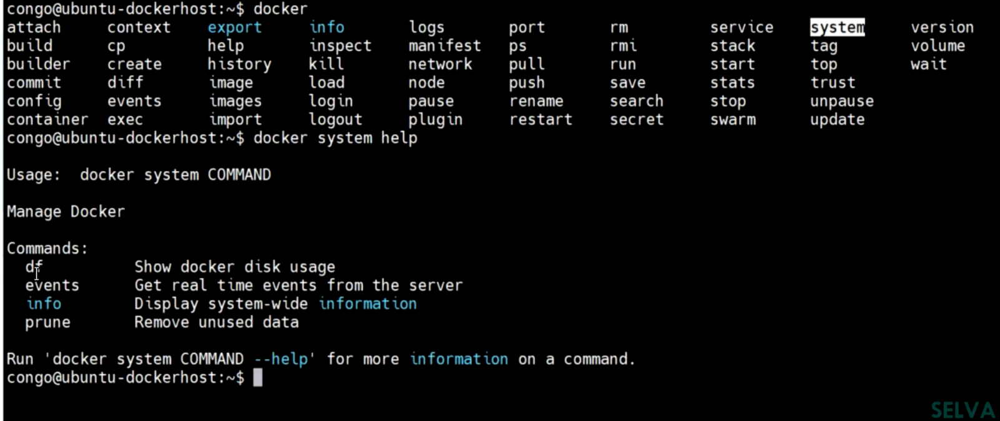 congo@ubuntu-dockerhost:~$ docker
attach context export info logs port rm service system version
build cp help inspect manifest ps rmi stack tag volume
builder create history kill network pull run start top wait
commit diff image load node push save stats trust
config events images login pause rename search stop unpause
container exec import logout plugin restart secret swarm update
congo@ubuntu-dockerhost:~$ docker system help
Usage: docker system COMMAND
Manage Docker
Commands:
df Show docker disk usage
events Get real time events from the server
info Display system-wide information
prune Remove unused data
Run 'docker system COMMAND --help' for more information on a command.
congo@ubuntu-dockerhost:~$
SELVA